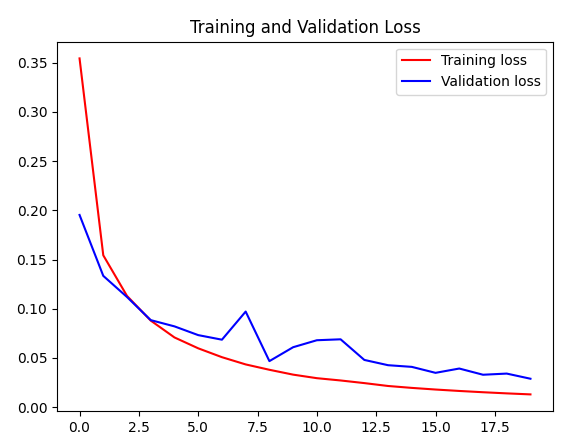 Training and Validation Loss
Training loss
Validation loss
0.35
0.30
0.25
0.20
0.15
0.10
0.05
0.00
0.0 2.5 5.0 7.5 10.0 12.5 15.0 17.5